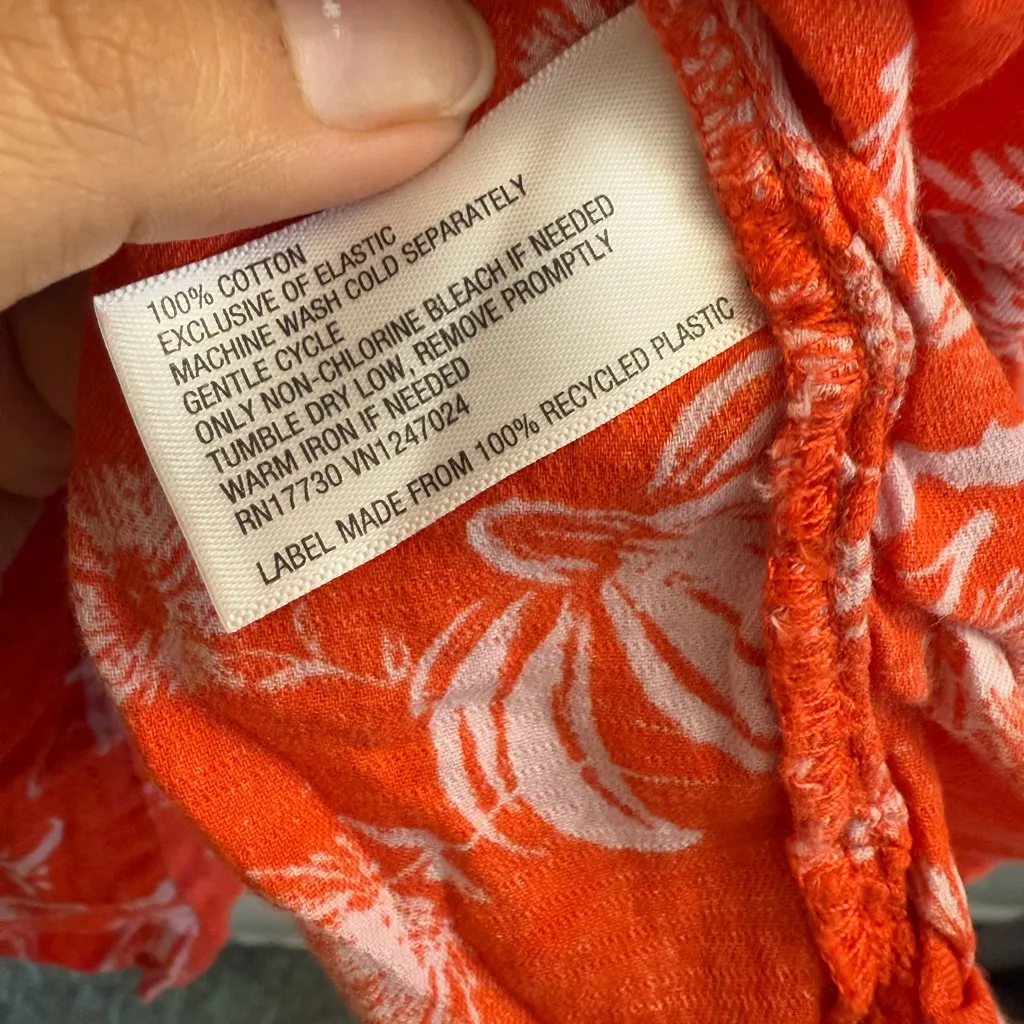 100% COTTON
EXCLUSIVE OF ELASTIC
MACHINE WASH COLD SEPARATELY
GENTLE CYCLE
ONLY NON-CHLORINE BLEACH IF NEEDED
TUMBLE DRY LOW, REMOVE PROMPTLY
WARM IRON IF NEEDED
RN17730 VN1247024
LABEL MADE FROM 100% RECYCLED PLASTIC